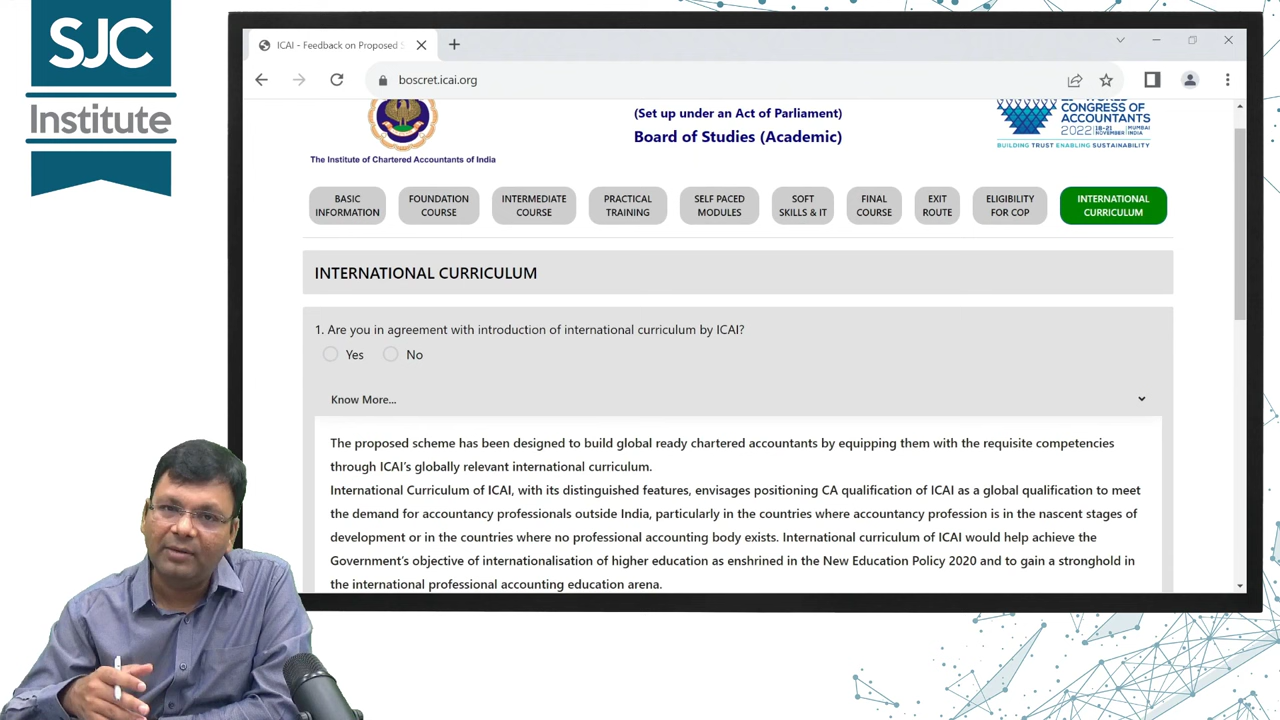 SJC
Institute
ICAI - Feedback on Proposed
boscret.icai.org
(Set up under an Act of Parliament)
Board of Studies (Academic)
The Institute of Chartered Accountants of India
CONGRESS OF
ACCOUNTANTS
2022 18-21 NOVEMBER MUMBAI INDIA
BUILDING TRUST ENABLING SUSTAINABILITY
BASIC INFORMATION
FOUNDATION COURSE
INTERMEDIATE COURSE
PRACTICAL TRAINING
SELF PACED MODULES
SOFT SKILLS & IT
FINAL COURSE
EXIT ROUTE
ELIGIBILITY FOR COP
INTERNATIONAL CURRICULUM
INTERNATIONAL CURRICULUM
1. Are you in agreement with introduction of international curriculum by ICAI?
Yes No
Know More...
The proposed scheme has been designed to build global ready chartered accountants by equipping them with the requisite competencies
through ICAI's globally relevant international curriculum.
International Curriculum of ICAI, with its distinguished features, envisages positioning CA qualification of ICAI as a global qualification to meet
the demand for accountancy professionals outside India, particularly in the countries where accountancy profession is in the nascent stages of
development or in the countries where no professional accounting body exists. International curriculum of ICAI would help achieve the
Government's objective of internationalisation of higher education as enshrined in the New Education Policy 2020 and to gain a stronghold in
the international professional accounting education arena.